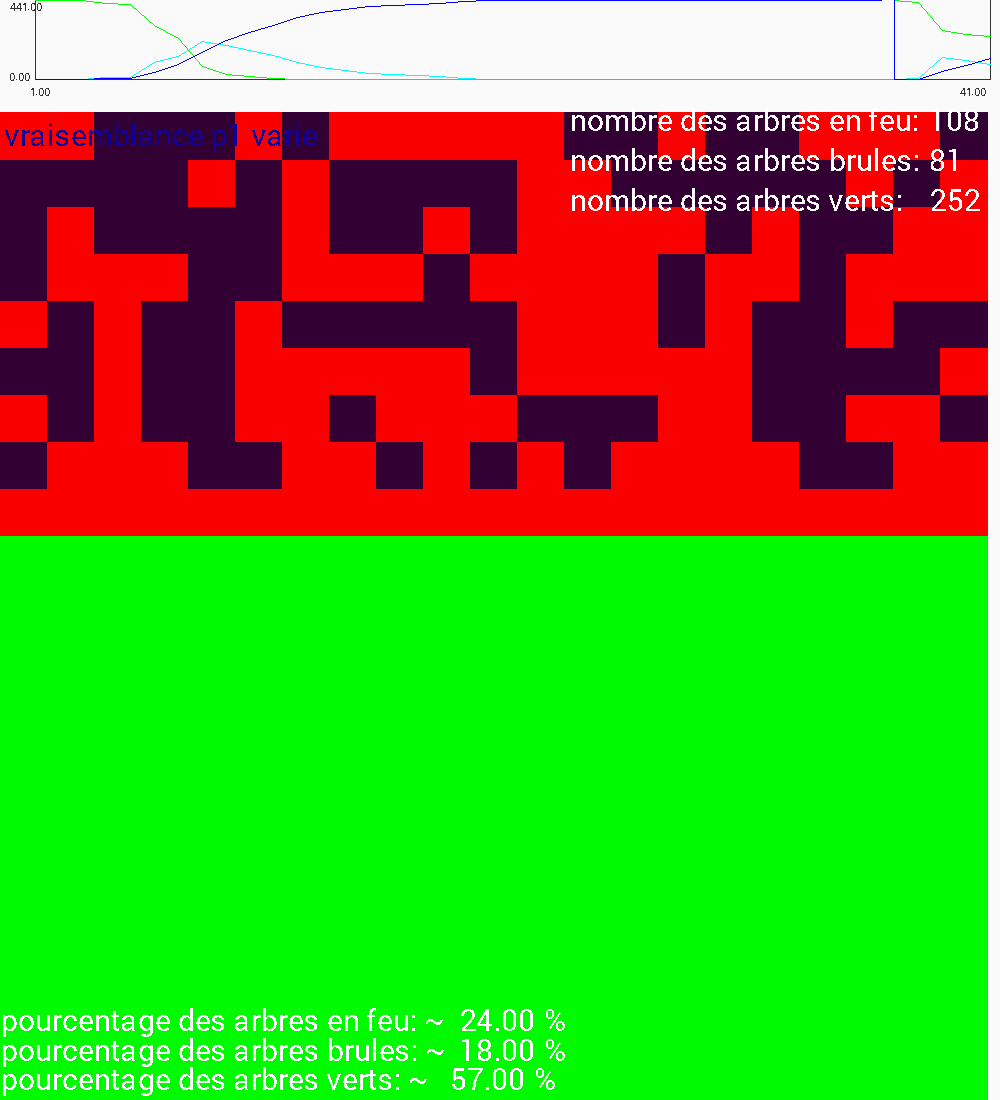 441.00
0.00
1.00 41.00
vraisemblance p1 varie
nombre des arbres en feu: 108
nombre des arbres brules: 81
nombre des arbres verts: 252
pourcentage des arbres en feu: ~ 24.00 %
pourcentage des arbres brules: ~ 18.00 %
pourcentage des arbres verts: ~ 57.00 %